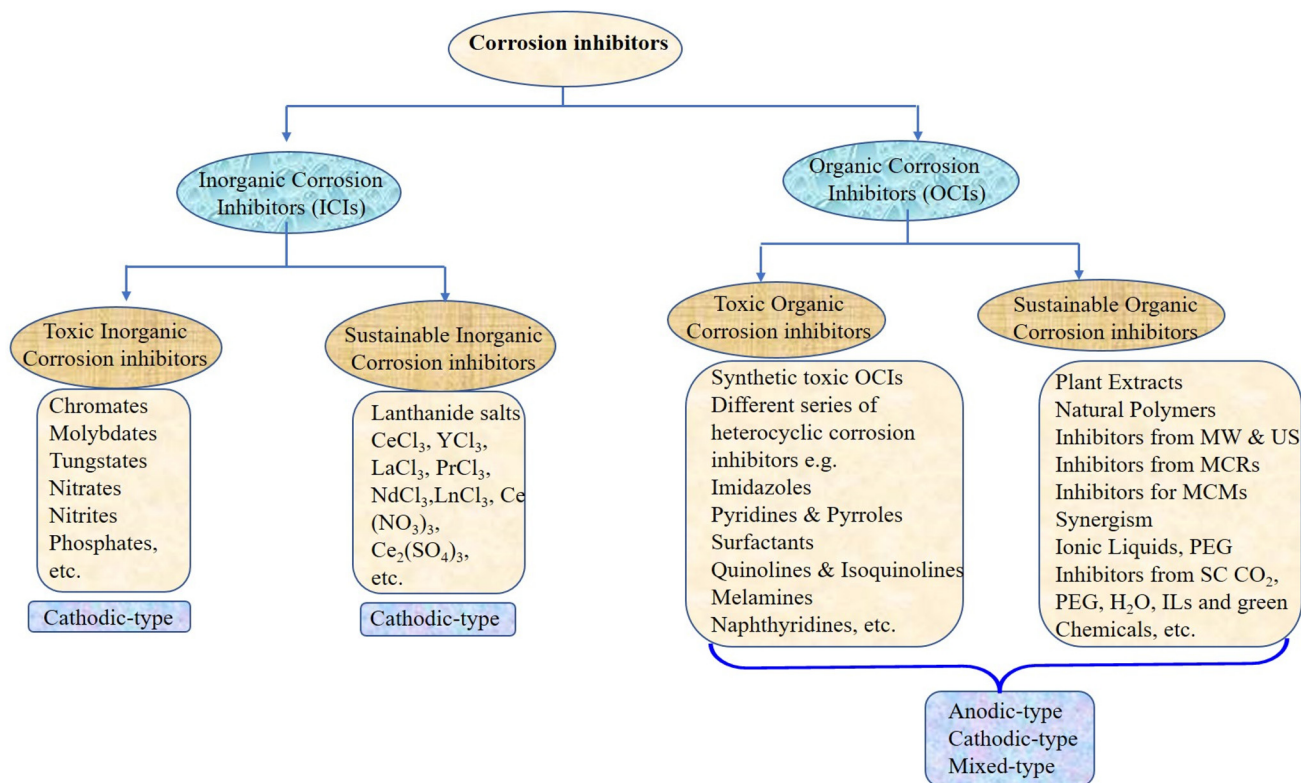 Corrosion inhibitors
Inorganic Corrosion
Inhibitors (ICIs)
Organic Corrosion
Inhibitors (OCIs)
Toxic Inorganic
Corrosion inhibitors
Sustainable Inorganic
Corrosion inhibitors
Toxic Organic
Corrosion inhibitors
Sustainable Organic
Corrosion inhibitors
Chromates
Molybdates
Tungstates
Nitrates
Nitrites
Phosphates,
etc.
Cathodic-type
Lanthanide salts
CeCl₃, YCl₃,
LaCl₃, PrCl₃,
NdCl₃,LnCl₃, Ce
(NO₃)₃,
Ce₂(SO₄)₃,
etc.
Cathodic-type
Synthetic toxic OCIs
Different series of
heterocyclic corrosion
inhibitors e.g.
Imidazoles
Pyridines & Pyrroles
Surfactants
Quinolines & Isoquinolines
Melamines
Naphthyridines, etc.
Plant Extracts
Natural Polymers
Inhibitors from MW & US
Inhibitors from MCRs
Inhibitors for MCMs
Synergism
Ionic Liquids, PEG
Inhibitors from SC CO₂,
PEG, H₂O, ILs and green
Chemicals, etc.
Anodic-type
Cathodic-type
Mixed-type